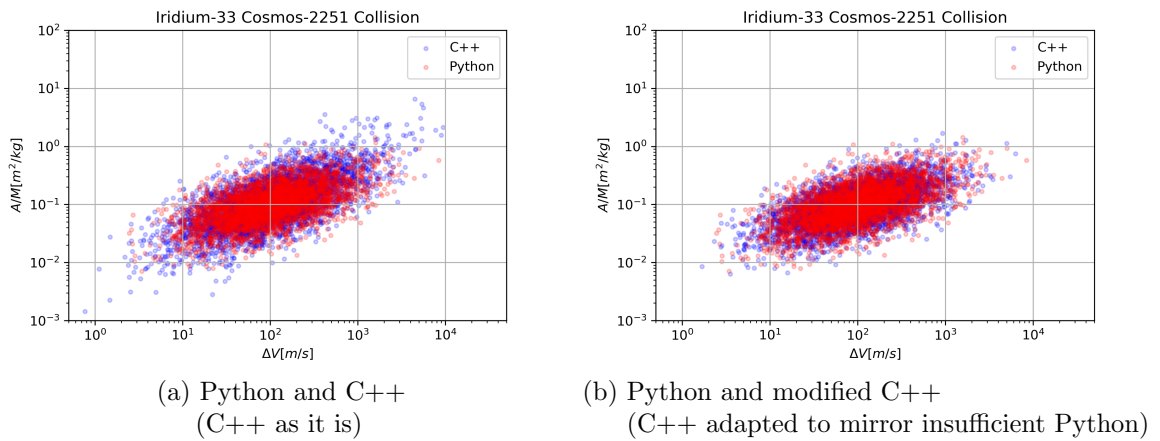 Iridium-33 Cosmos-2251 Collision
10^2
10^1
10^0
10^−1
10^−2
10^−3
A/M[m^2/kg]
C++
Python
10^0 10^1 10^2 10^3 10^4
ΔV[m/s]
(a) Python and C++
(C++ as it is)
Iridium-33 Cosmos-2251 Collision
10^2
10^1
10^0
10^−1
10^−2
10^−3
A/M[m^2/kg]
C++
Python
10^0 10^1 10^2 10^3 10^4
ΔV[m/s]
(b) Python and modified C++
(C++ adapted to mirror insufficient Python)